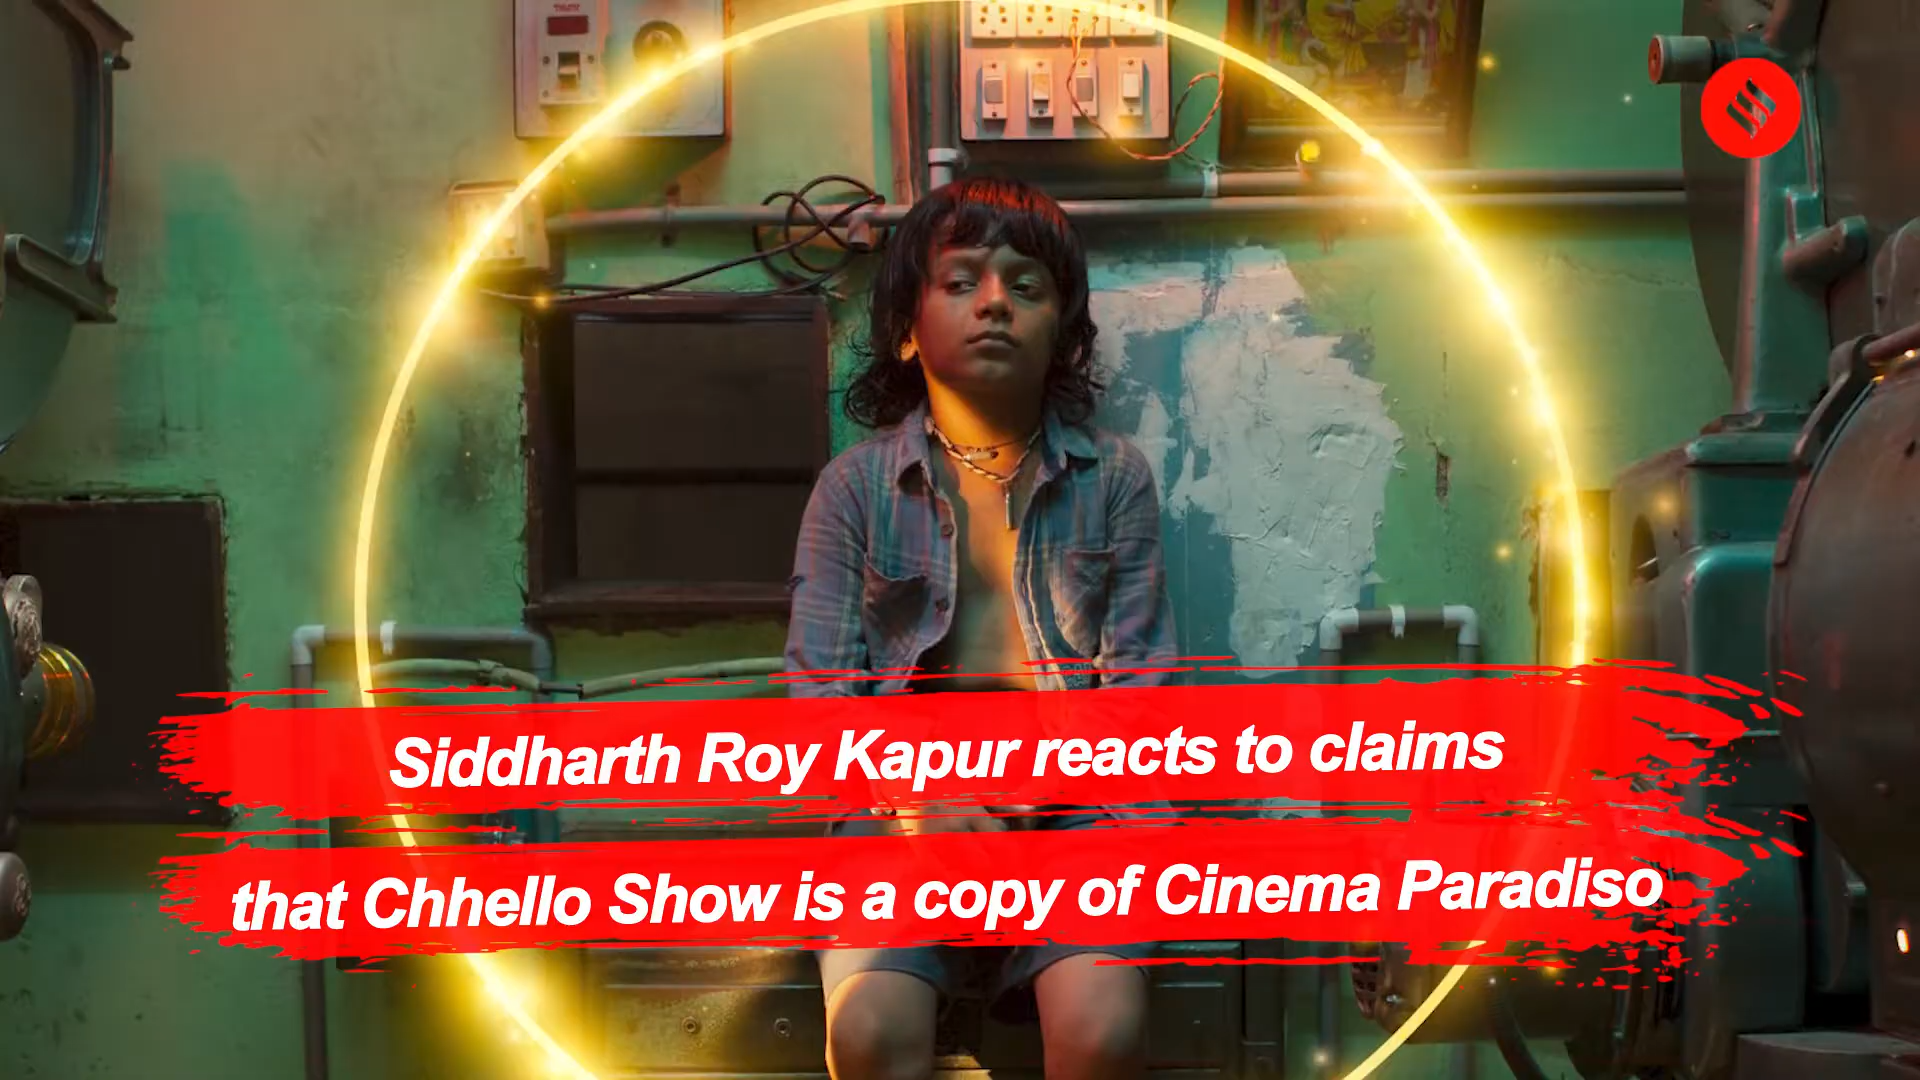 Siddharth Roy Kapur reacts to claims
that Chhello Show is a copy of Cinema Paradiso